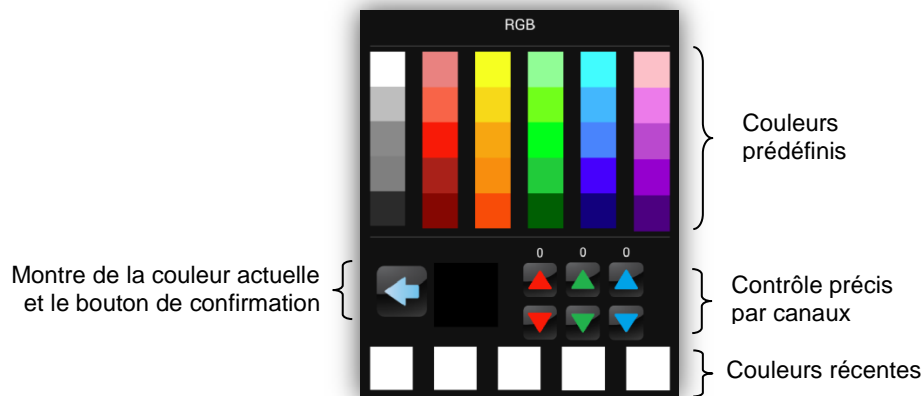 RGB
Couleurs
prédéfinis
Montre de la couleur actuelle
et le bouton de confirmation
0 0 0
Contrôle précis
par canaux
Couleurs récentes